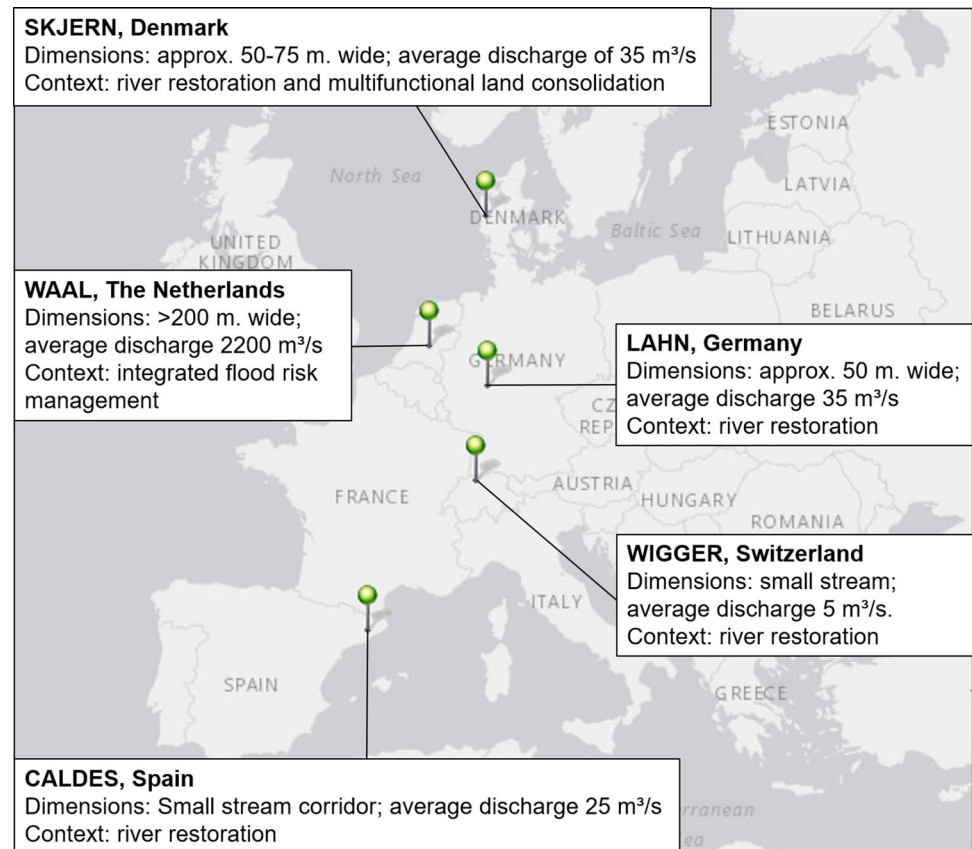 SKJERN, Denmark
Dimensions: approx. 50-75 m. wide; average discharge of 35 m³/s
Context: river restoration and multifunctional land consolidation
ESTONIA
North Sea
LATVIA
DENMARK
Baltic Sea
LITHUANIA
UNITED
KINGDOM
WAAL, The Netherlands
Dimensions: >200 m. wide;
average discharge 2200 m³/s
Context: integrated flood risk
management
BELARUS
GERMANY
LAHN, Germany
Dimensions: approx. 50 m. wide;
average discharge 35 m³/s
Context: river restoration
CZ
REP
AUSTRIA
FRANCE
HUNGARY
ROMANIA
WIGGER, Switzerland
Dimensions: small stream;
average discharge 5 m³/s.
Context: river restoration
ITALY
SPAIN
GREECE
CALDES, Spain
Dimensions: Small stream corridor; average discharge 25 m³/s
Context: river restoration
rranean
ea